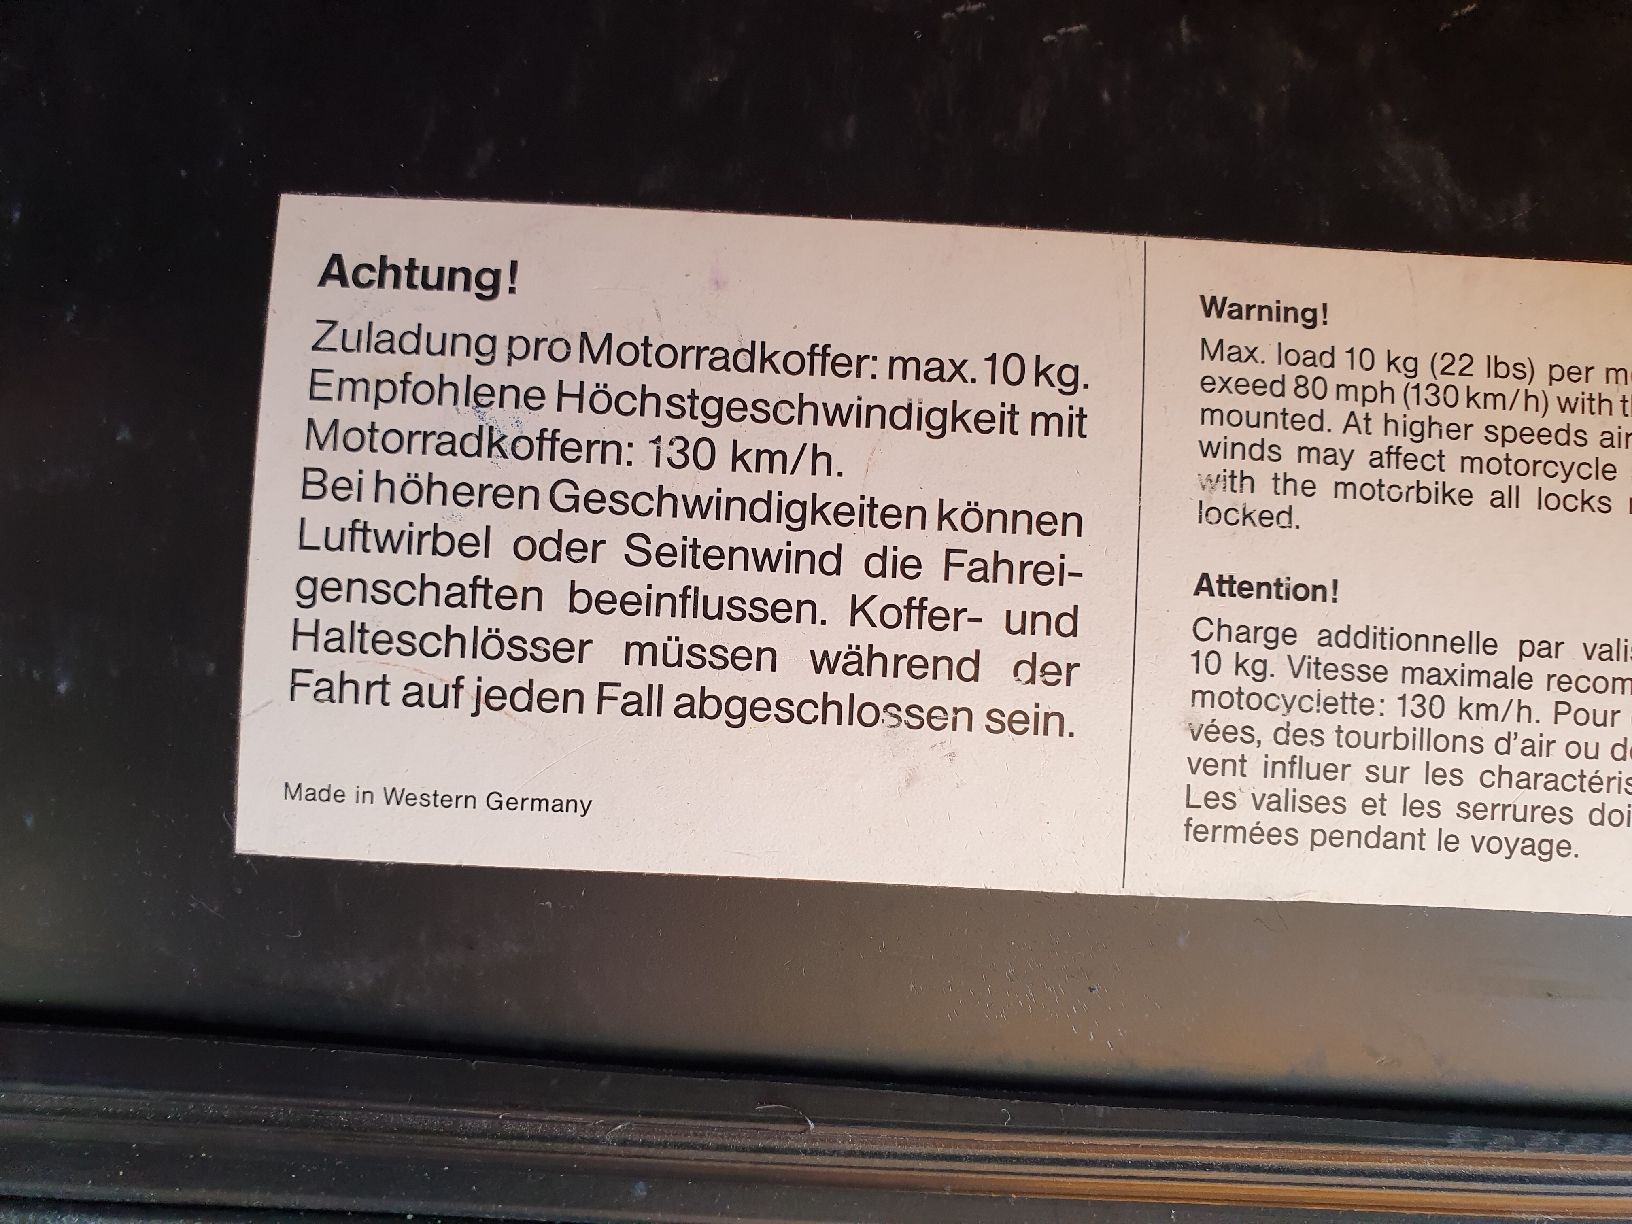 Achtung!
Zuladung pro Motorradkoffer: max. 10 kg.
Empfohlene Höchstgeschwindigkeit mit
Motorradkoffern: 130 km/h.
Bei höheren Geschwindigkeiten können
Luftwirbel oder Seitenwind die Fahrei-
genschaften beeinflussen. Koffer- und
Halteschlösser müssen während der
Fahrt auf jeden Fall abgeschlossen sein.
Made in Western Germany
Warning!
Max. load 10 kg (22 lbs) per
exeed 80 mph (130 km/h) with
mounted. At higher speeds air
winds may affect motorcycle
with the motorbike all locks
locked.
Attention!
Charge additionnelle par
10 kg. Vitesse maximale
motocyclette: 130 km/h. Pour
vées, des tourbillons d'air ou
vent influer sur les
Les valises et les serrures
fermées pendant le voyage.